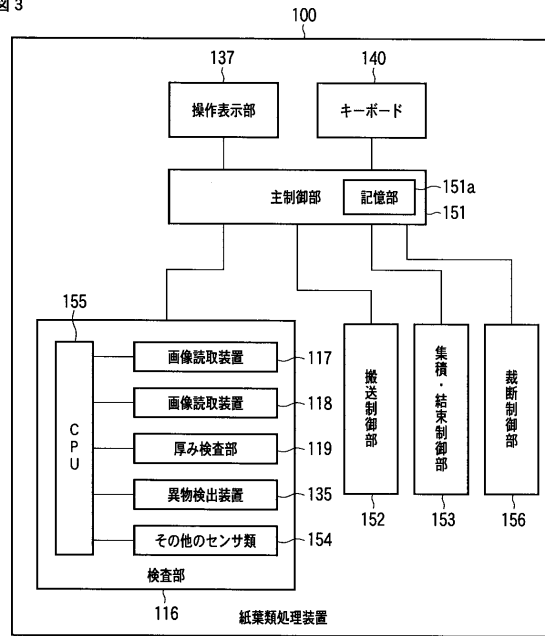 図3
100
137
140
操作表示部
キーボード
主制御部
記憶部
151a
151
155
CPU
画像読取装置
117
画像読取装置
118
厚み検査部
119
異物検出装置
135
その他のセンサ類
154
検査部
116
搬送制御部
152
集積・結束制御部
153
裁断制御部
156
紙葉類処理装置